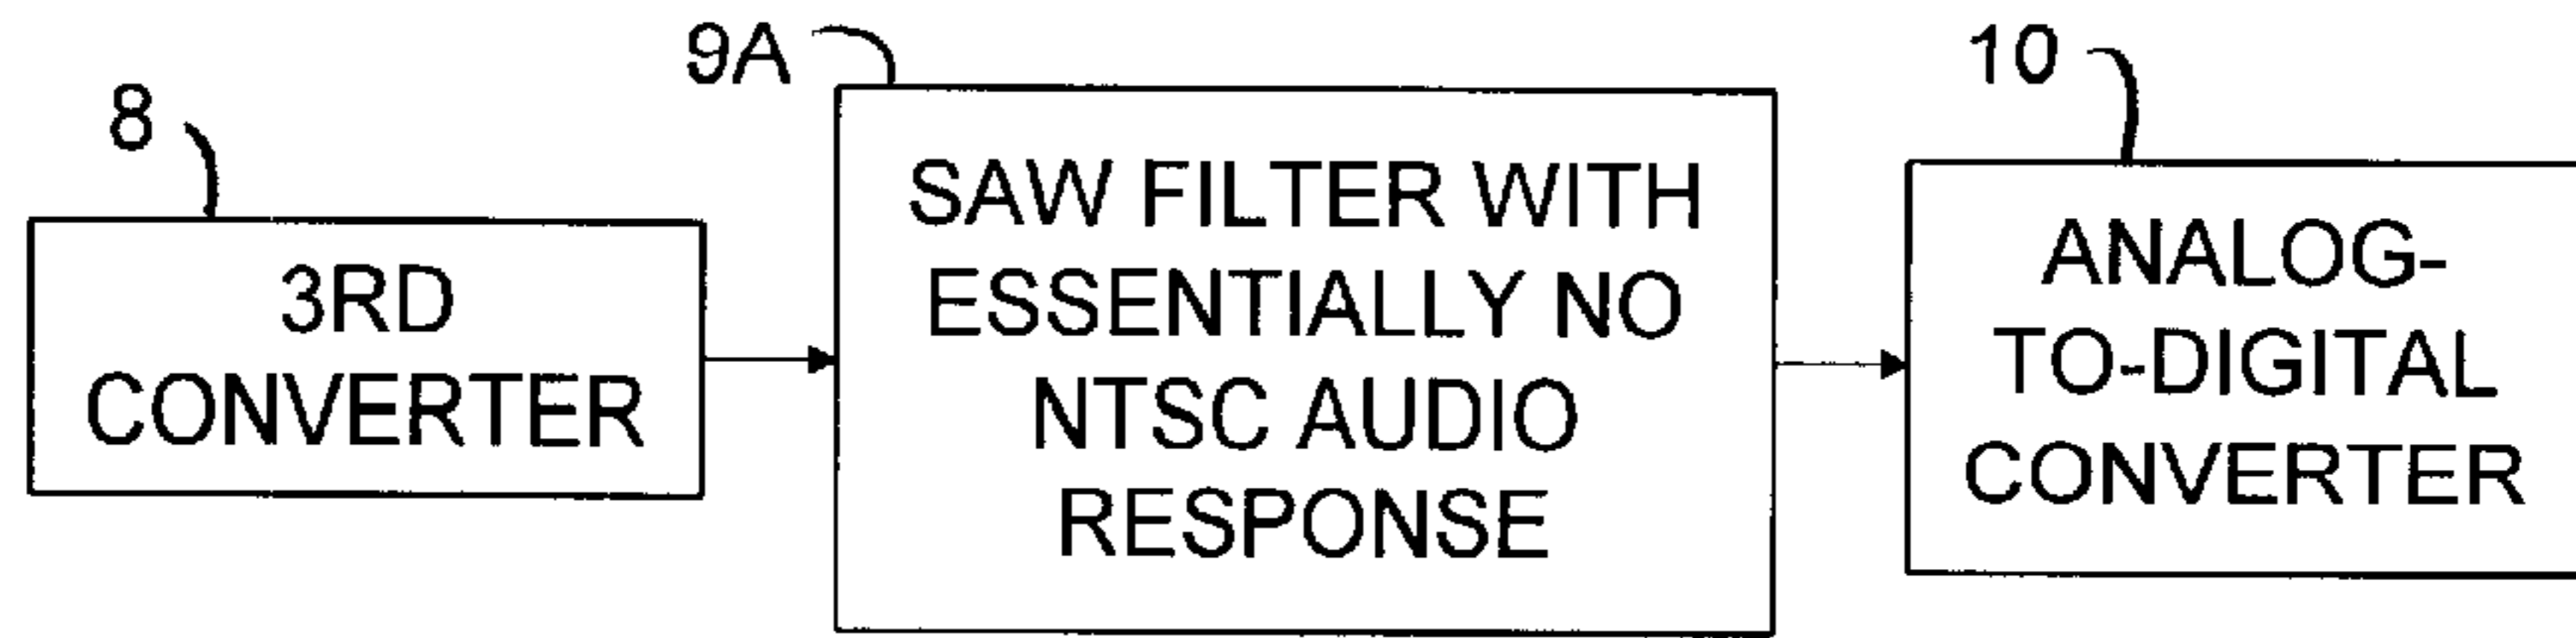 8
3RD
CONVERTER
9A
SAW FILTER WITH
ESSENTIALLY NO
NTSC AUDIO
RESPONSE
10
ANALOG-
TO-DIGITAL
CONVERTER